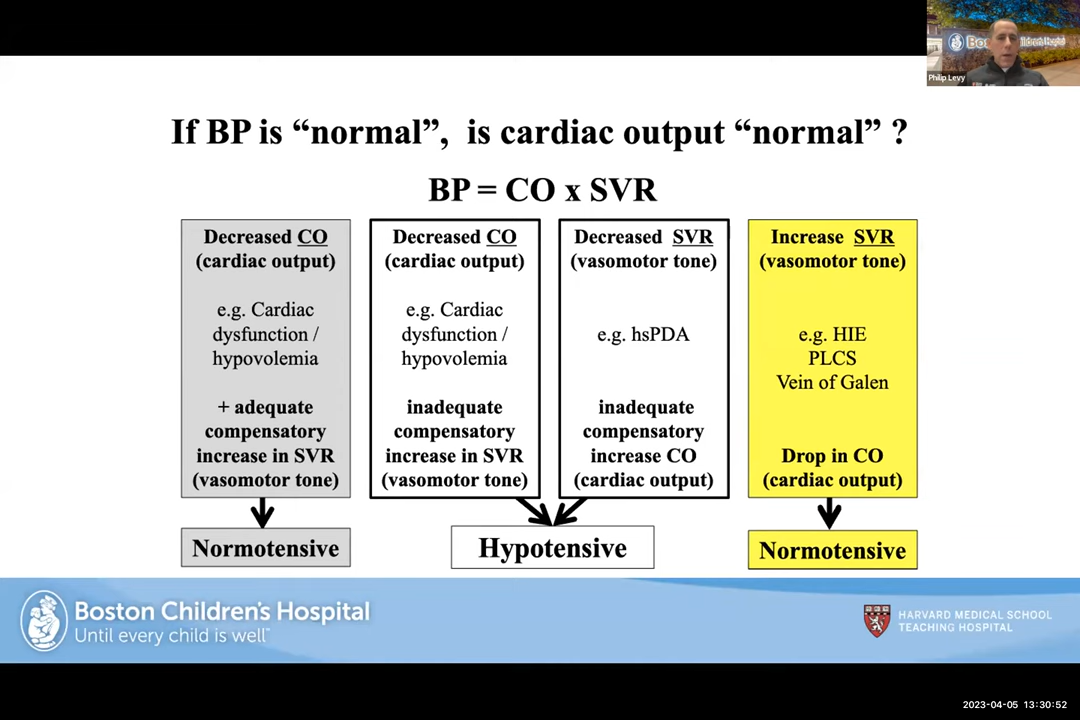 Boston Children's Hospital
Philip Levy
If BP is “normal”, is cardiac output “normal” ?
BP = CO x SVR
Decreased CO
(cardiac output)
e.g. Cardiac
dysfunction /
hypovolemia
+ adequate
compensatory
increase in SVR
(vasomotor tone)
Normotensive
Decreased CO
(cardiac output)
e.g. Cardiac
dysfunction /
hypovolemia
inadequate
compensatory
increase in SVR
(vasomotor tone)
Decreased SVR
(vasomotor tone)
e.g. hsPDA
inadequate
compensatory
increase CO
(cardiac output)
Hypotensive
Increase SVR
(vasomotor tone)
e.g. HIE
PLCS
Vein of Galen
Drop in CO
(cardiac output)
Normotensive
Boston Children's Hospital
Until every child is well™
HARVARD MEDICAL SCHOOL
TEACHING HOSPITAL
2023-04-05 13:30:52